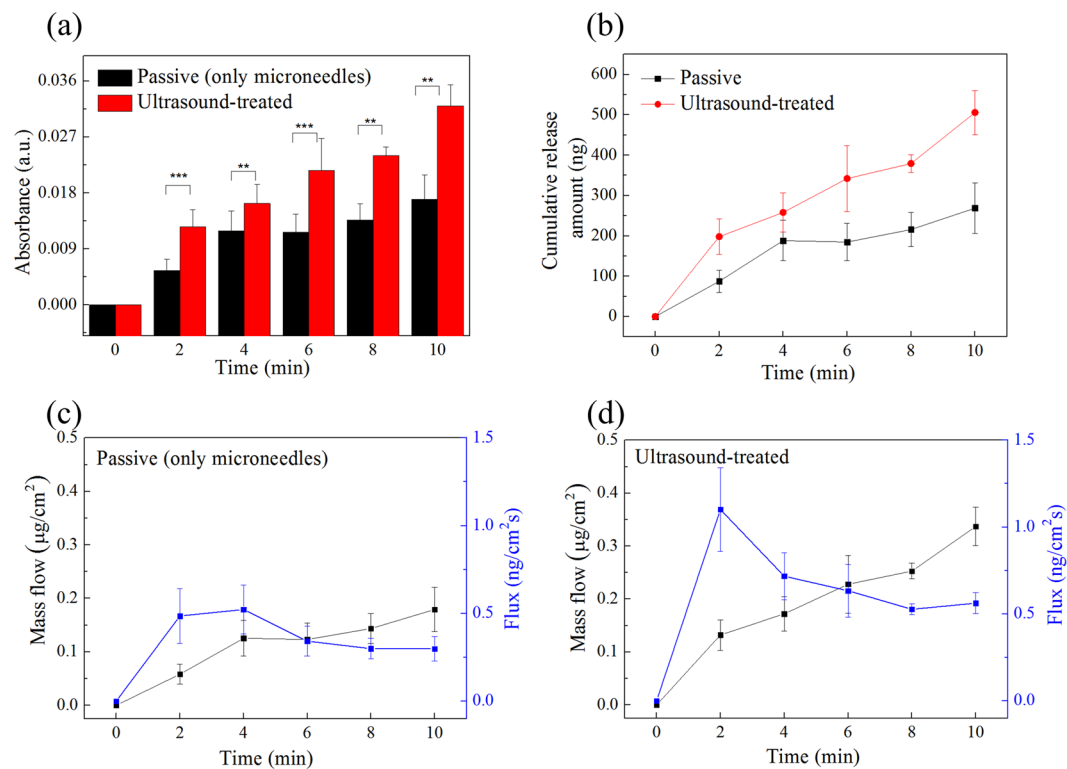 (a)
Passive (only microneedles)
Ultrasound-treated
***
**
***
**
**
0.036
0.027
0.018
0.009
0.000
Absorbance (a.u.)
0 2 4 6 8 10
Time (min)
(b)
Passive
Ultrasound-treated
600
500
400
300
200
100
0
Cumulative release
amount (ng)
0 2 4 6 8 10
Time (min)
(c)
Passive (only microneedles)
0.5
0.4
0.3
0.2
0.1
0.0
Mass flow (μg/cm²)
1.5
1.0
0.5
0.0
Flux (ng/cm²s)
0 2 4 6 8 10
Time (min)
(d)
Ultrasound-treated
0.5
0.4
0.3
0.2
0.1
0.0
Mass flow (μg/cm²)
1.5
1.0
0.5
0.0
Flux (ng/cm²s)
0 2 4 6 8 10
Time (min)